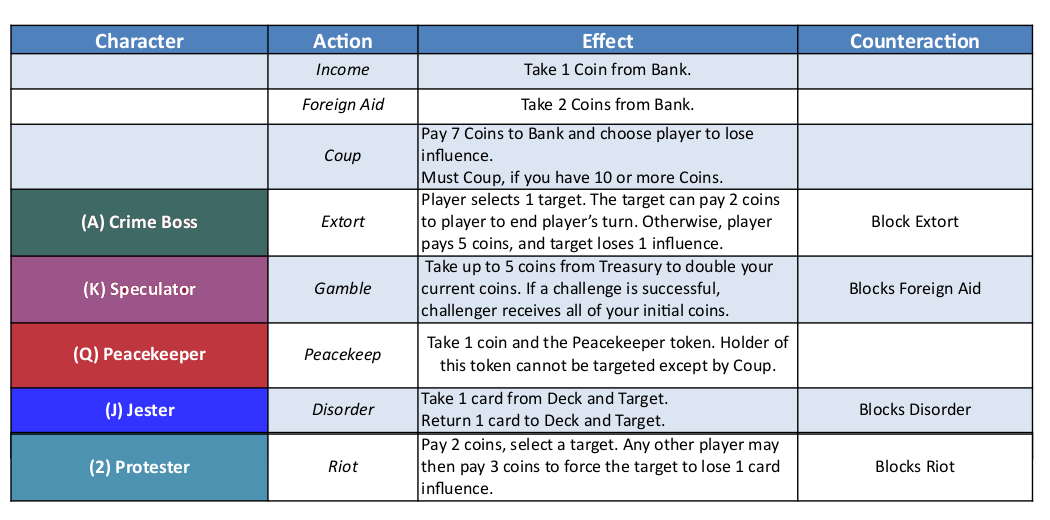 Character Action Effect Counteraction
Income Take 1 Coin from Bank.
Foreign Aid Take 2 Coins from Bank.
Coup
Pay 7 Coins to Bank and choose player to lose
influence.
Must Coup, if you have 10 or more Coins.
(A) Crime Boss
Extort
Player selects 1 target. The target can pay 2 coins
to player to end player’s turn. Otherwise, player
pays 5 coins, and target loses 1 influence.
Block Extort
(K) Speculator
Gamble
Take up to 5 coins from Treasury to double your
current coins. If a challenge is successful,
challenger receives all of your initial coins.
Blocks Foreign Aid
(Q) Peacekeeper
Peacekeep
Take 1 coin and the Peacekeeper token. Holder of
this token cannot be targeted except by Coup.
(J) Jester
Disorder
Take 1 card from Deck and Target.
Return 1 card to Deck and Target.
Blocks Disorder
(2) Protester
Riot
Pay 2 coins, select a target. Any other player may
then pay 3 coins to force the target to lose 1 card
influence.
Blocks Riot